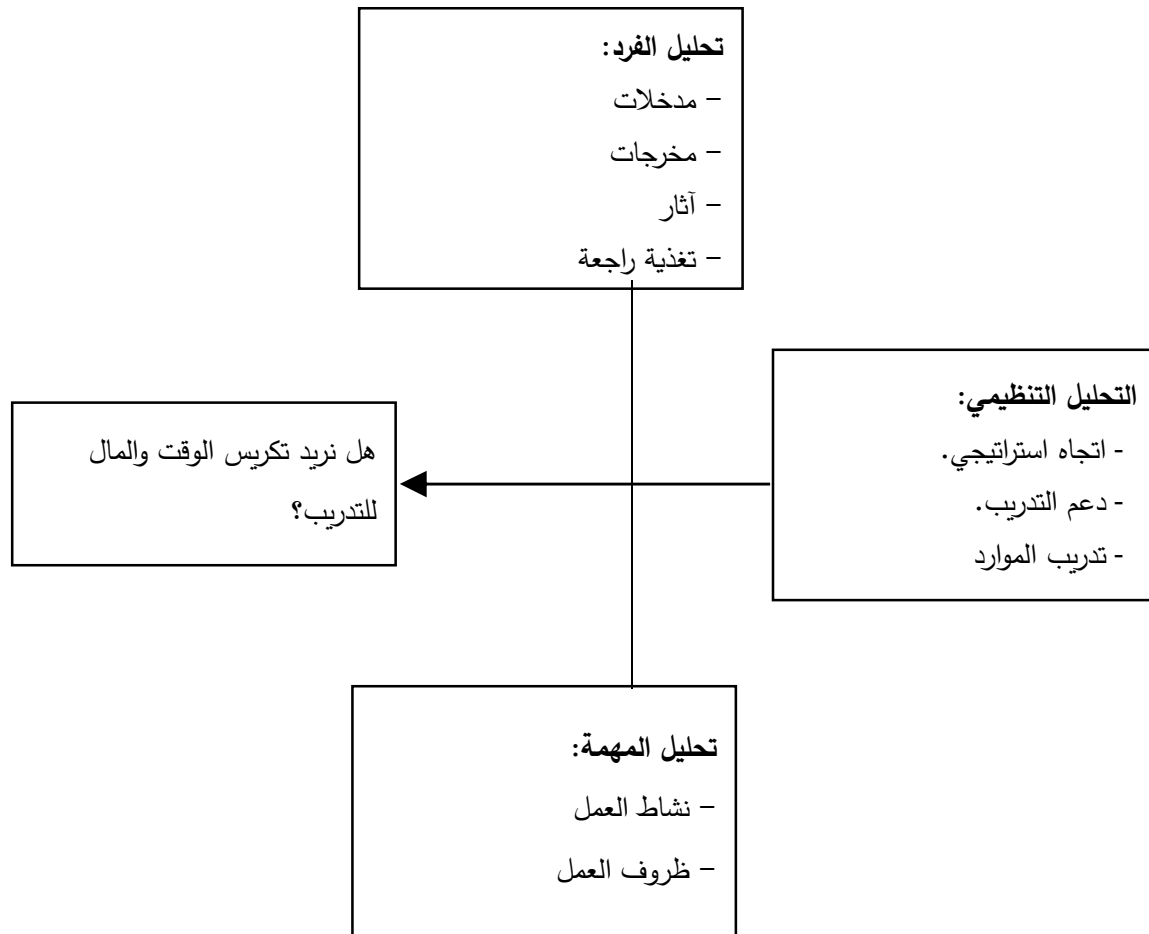 تحليل الفرد:
– مدخلات
– مخرجات
– آثار
– تغذية راجعة
التحليل التنظيمي:
- اتجاه استراتيجي.
- دعم التدريب.
- تدريب الموارد
هل نريد تكريس الوقت والمال
للتدريب؟
تحليل المهمة:
– نشاط العمل
– ظروف العمل